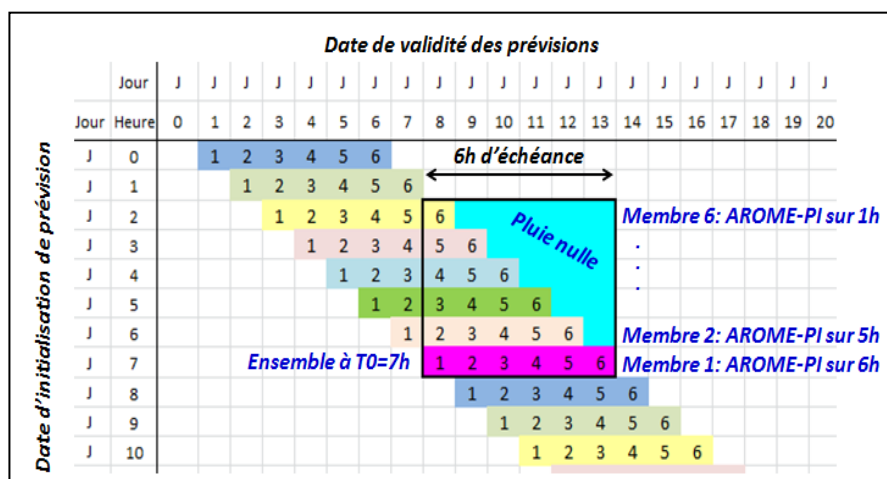 Date de validité des prévisions
Jour J J J J J J J J J J J J J J J J J J J J J
Jour Heure 0 1 2 3 4 5 6 7 8 9 10 11 12 13 14 15 16 17 18 19 20
J 0 1 2 3 4 5 6 6h d'échéance
J 1 1 2 3 4 5 6
J 2 1 2 3 4 5 6 Membre 6: AROME-PI sur 1h
Pluie nulle
J 3 1 2 3 4 5 6 .
J 4 1 2 3 4 5 6 .
.
J 5 1 2 3 4 5 6
J 6 1 2 3 4 5 6 Membre 2: AROME-PI sur 5h
J 7 Ensemble à T0=7h 1 2 3 4 5 6 Membre 1: AROME-PI sur 6h
J 8 1 2 3 4 5 6
J 9 1 2 3 4 5 6
J 10 1 2 3 4 5 6
Date d'initialisation de prévision